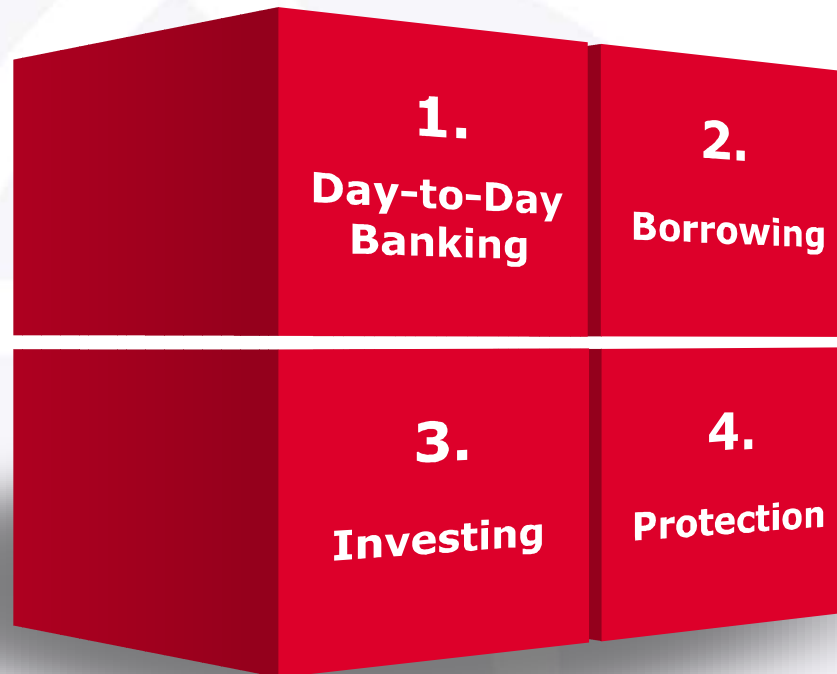 1.
Day-to-Day
Banking
2.
Borrowing
3.
Investing
4.
Protection